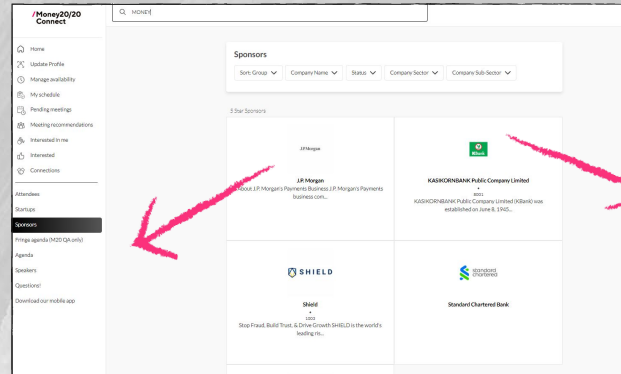 /Money20/20
Connect
MONEY
Home
Update Profile
Manage availability
My schedule
Pending meetings
Meeting recommendations
Interested in me
Interested
Connections
Attendees
Startups
Sponsors
Fringe agenda (M20 QA only)
Agenda
Speakers
Questions!
Download our mobile app
Sponsors
Sort: Group
Company Name
Status
Company Sector
Company Sub-Sector
5 Star Sponsors
J.P.Morgan
J.P. Morgan
About J.P. Morgan's Payments Business J.P. Morgan's Payments
business com...
KBank
KASIKORNBANK Public Company Limited
6001
KASIKORNBANK Public Company Limited (KBank) was
established on June 8, 1945...
SHIELD
Shield
1003
Stop Fraud, Build Trust, & Drive Growth SHIELD is the world's
leading ris...
standard
chartered
Standard Chartered Bank